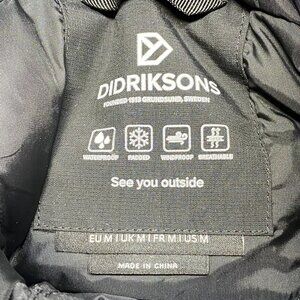 DIDRIKSONS
FOUNDED 1913 GRUNDSUND, SWEDEN
WATERPROOF PADDED WINDPROOF BREATHABLE
See you outside
EU M | UK M | FR M | US M
MADE IN CHINA